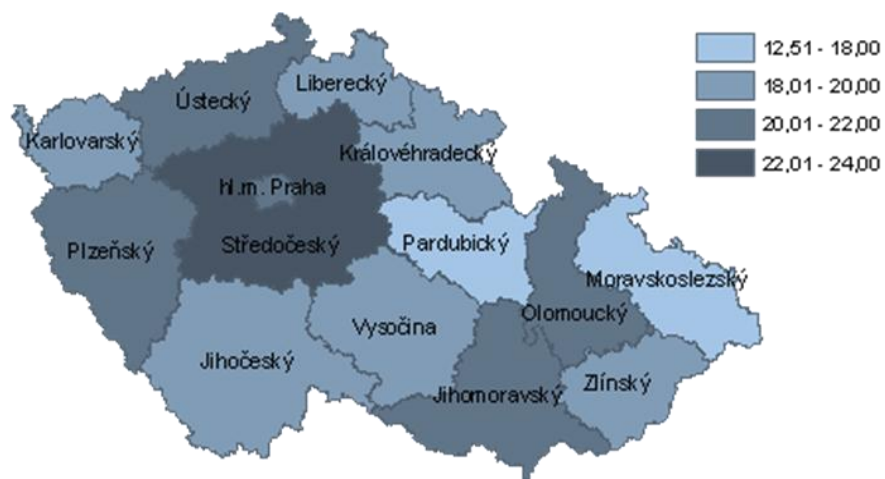 12,51 - 18,00
18,01 - 20,00
20,01 - 22,00
22,01 - 24,00
Liberecký
Ústecký
Karlovarský
Královéhradecký
hl.m. Praha
Středočeský
Pardubický
Plzeňský
Moravskoslezský
Olomoucký
Vysočina
Jihočeský
Zlínský
Jihomoravský